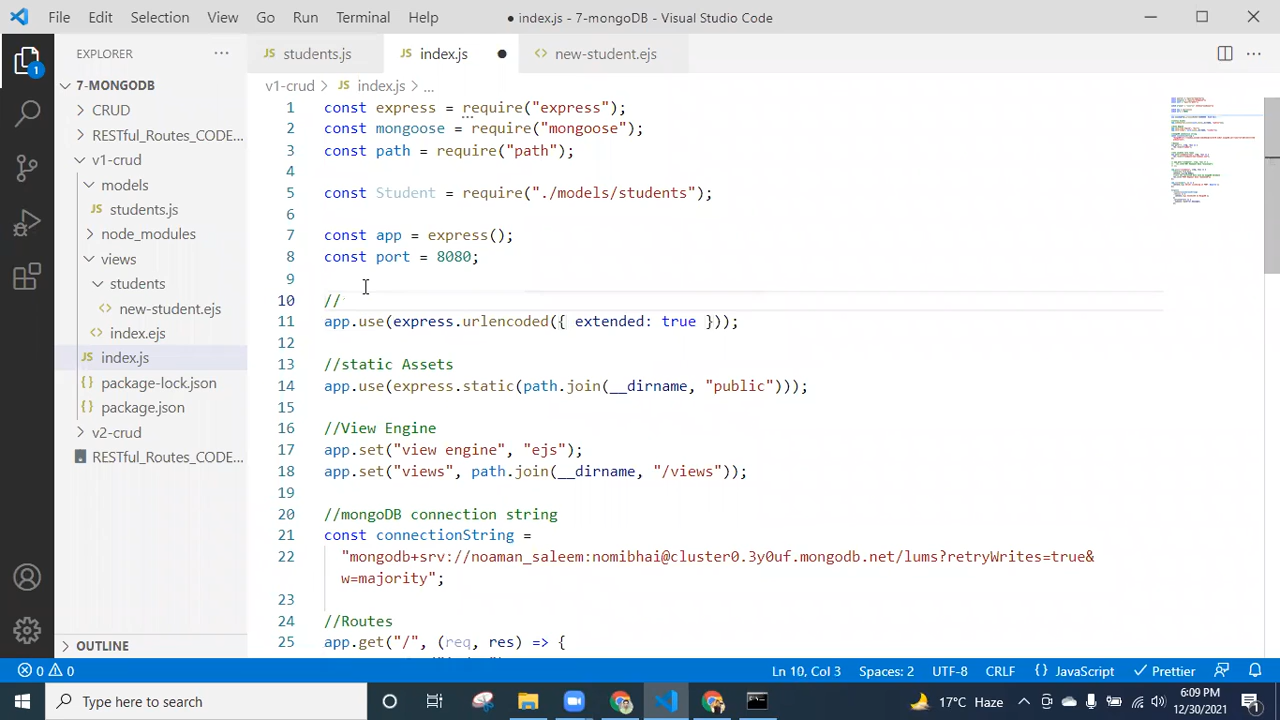 File Edit Selection View Go Run Terminal Help ● index.js - 7-mongoDB - Visual Studio Code
EXPLORER ...
JS students.js JS index.js ● new-student.ejs
v1-crud > JS index.js > ...
7-MONGODB
CRUD
RESTful_Routes_CODE...
v1-crud
models
JS students.js
node_modules
views
students
new-student.ejs
index.ejs
JS index.js
package-lock.json
package.json
v2-crud
RESTful_Routes_CODE...
OUTLINE
1 const express = require("express");
2 const mongoose = require("mongoose");
3 const path = require("path");
4
5 const Student = require("./models/students");
6
7 const app = express();
8 const port = 8080;
9
10 //
11 app.use(express.urlencoded({ extended: true }));
12
13 //static Assets
14 app.use(express.static(path.join(__dirname, "public")));
15
16 //View Engine
17 app.set("view engine", "ejs");
18 app.set("views", path.join(__dirname, "/views"));
19
20 //mongoDB connection string
21 const connectionString =
22 "mongodb+srv://noaman_saleem:nomibhai@cluster0.3y0uf.mongodb.net/lums?retryWrites=true&
w=majority";
23
24 //Routes
25 app.get("/", (req, res) => {
0 0 Ln 10, Col 3 Spaces: 2 UTF-8 CRLF {} JavaScript Prettier
Type here to search 17°C Haze 6:09 PM
12/30/2021